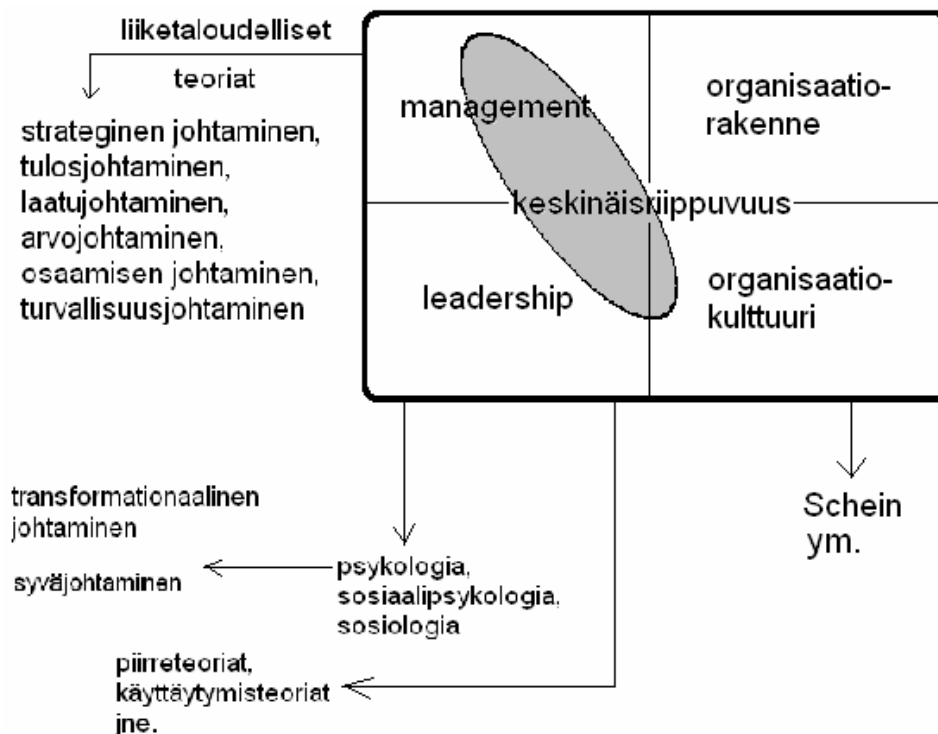 liiketaloudelliset
teoriat
strateginen johtaminen,
tulosjohtaminen,
laatujohtaminen,
arvojohtaminen,
osaamisen johtaminen,
turvallisuusjohtaminen
management
organisaatio-
rakenne
keskinäisriippuvuus
leadership
organisaatio-
kulttuuri
transformationaalinen
johtaminen
syväjohtaminen
psykologia,
sosiaalipsykologia,
sosiologia
Schein
ym.
piirreteoriat,
käyttäytymisteoriat
jne.